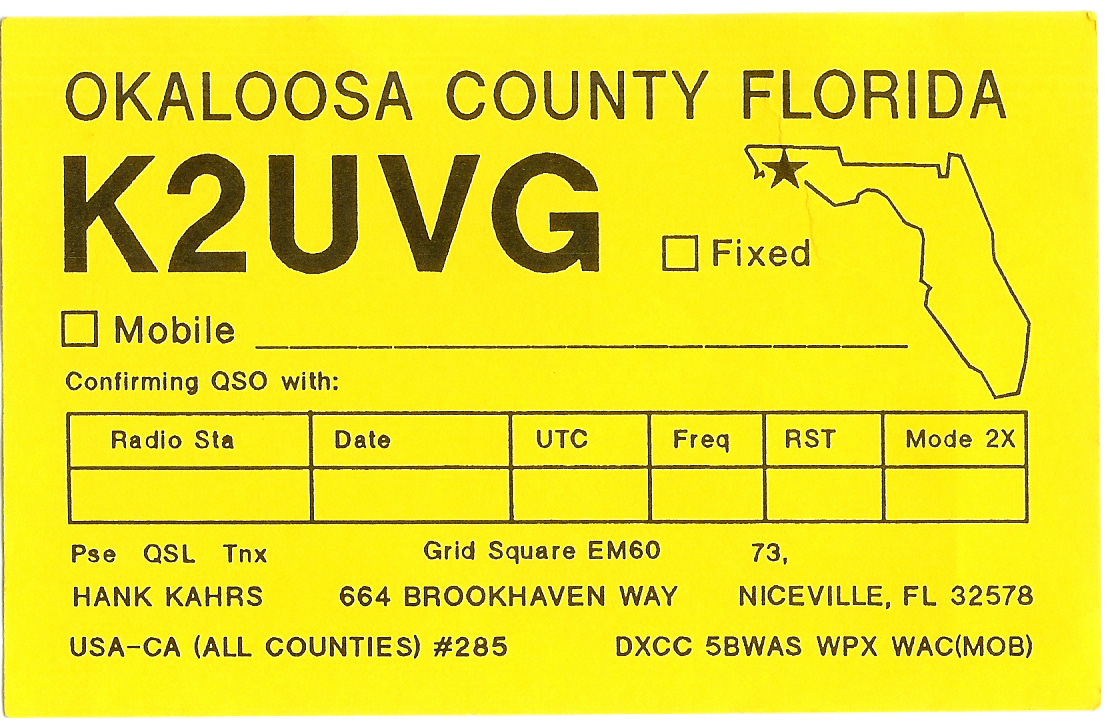 OKALOOSA COUNTY FLORIDA
K2UVG
Fixed
Mobile
Confirming QSO with:
Radio Sta Date UTC Freq RST Mode 2X
Pse QSL Tnx Grid Square EM60 73,
HANK KAHRS 664 BROOKHAVEN WAY NICEVILLE, FL 32578
USA-CA (ALL COUNTIES) #285 DXCC 5BWAS WPX WAC(MOB)